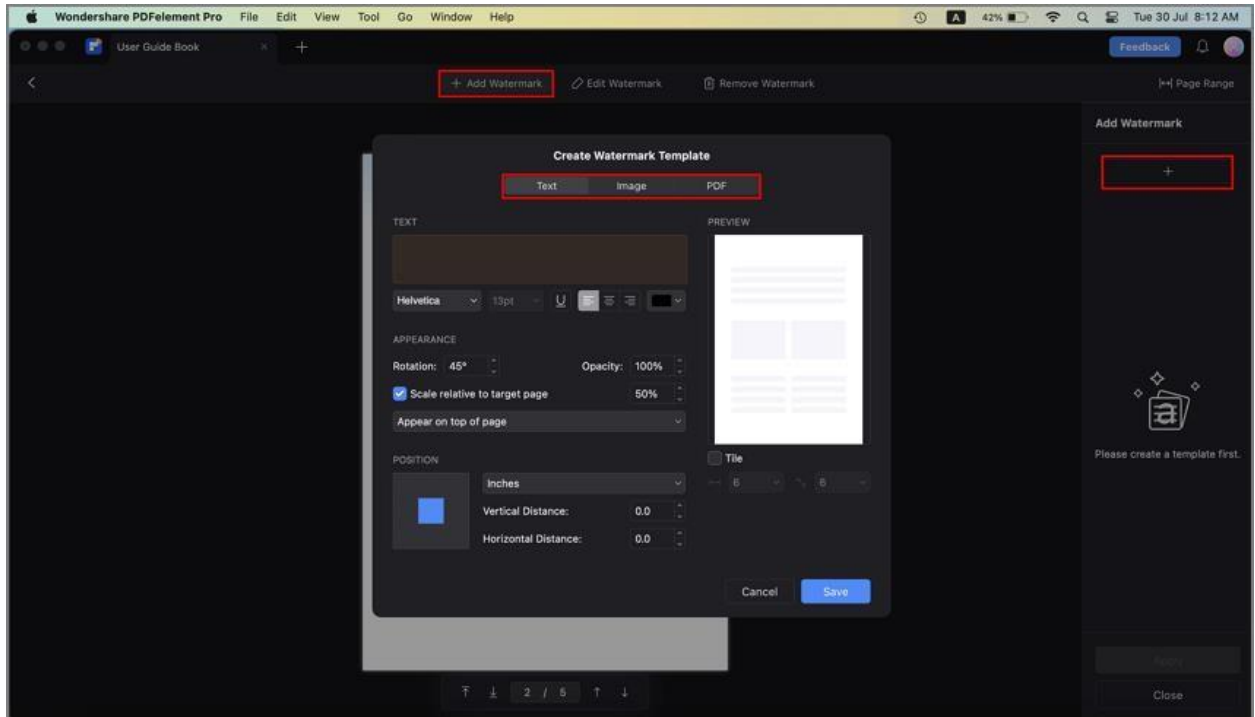 Wondershare PDFelement Pro File Edit View Tool Go Window Help A 42% Tue 30 Jul 8:12 AM
User Guide Book × + Feedback
+ Add Watermark Edit Watermark Remove Watermark Page Range
Add Watermark
+
Create Watermark Template
Text Image PDF
TEXT
Helvetica 13pt U
APPEARANCE
Rotation: 45° Opacity: 100%
Scale relative to target page 50%
Appear on top of page
POSITION
Inches
Vertical Distance: 0.0
Horizontal Distance: 0.0
PREVIEW
Tile
6 6
Cancel Save
a
Please create a template first.
2 / 5
Apply
Close